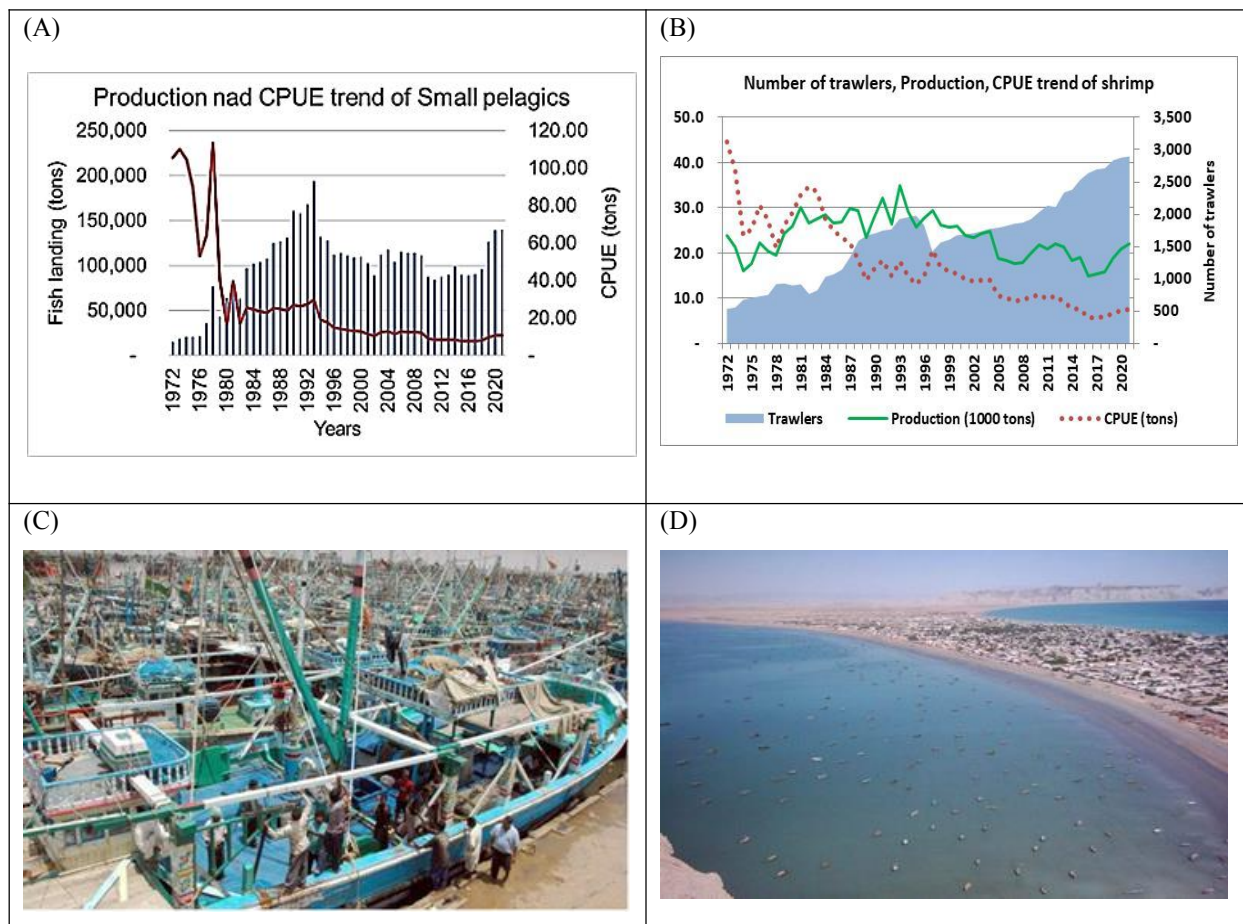 (A)
Production nad CPUE trend of Small pelagics
250,000
200,000
150,000
100,000
50,000
-
Fish landing (tons)
120.00
100.00
80.00
60.00
40.00
20.00
-
CPUE (tons)
1972 1976 1980 1984 1988 1992 1996 2000 2004 2008 2012 2016 2020
Years
(B)
Number of trawlers, Production, CPUE trend of shrimp
50.0
40.0
30.0
20.0
10.0
-
3,500
3,000
2,500
2,000
1,500
1,000
500
-
Number of trawlers
1972 1975 1978 1981 1984 1987 1990 1993 1996 1999 2002 2005 2008 2011 2014 2017 2020
Trawlers Production (1000 tons) CPUE (tons)
(C)
(D)